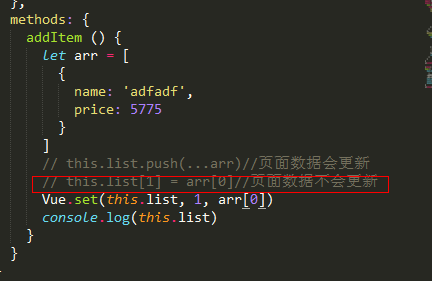 },
methods: {
addItem () {
let arr = [
{
name: 'adfadf',
price: 5775
}
]
// this.list.push(...arr)//页面数据会更新
// this.list[1] = arr[0]//页面数据不会更新
Vue.set(this.list, 1, arr[0])
console.log(this.list)
}
}